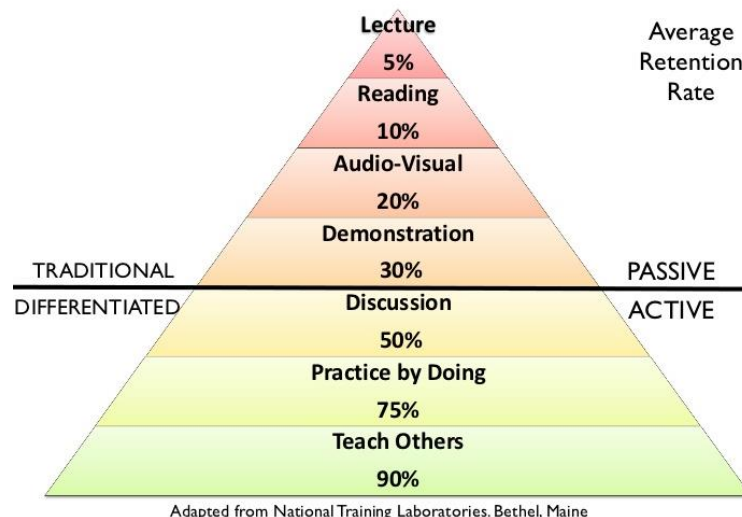 Lecture
5%
Average
Retention
Rate
Reading
10%
Audio-Visual
20%
Demonstration
30%
TRADITIONAL
PASSIVE
DIFFERENTIATED
ACTIVE
Discussion
50%
Practice by Doing
75%
Teach Others
90%
Adapted from National Training Laboratories. Bethel, Maine